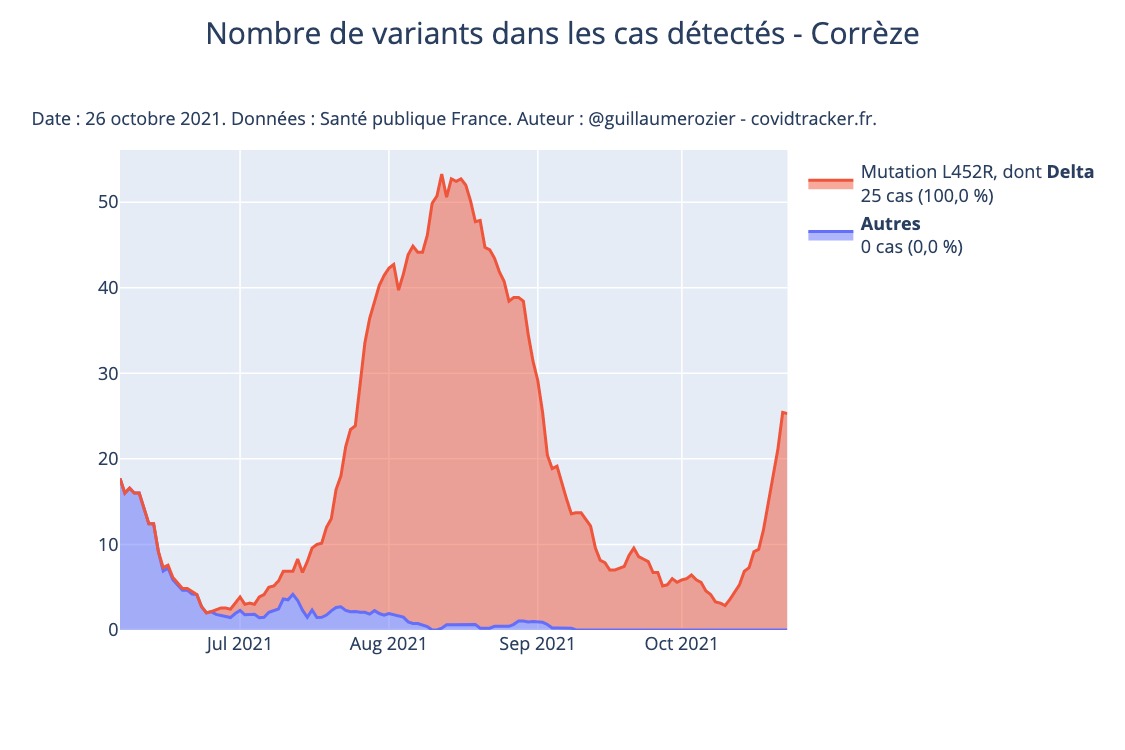 Nombre de variants dans les cas détectés - Corrèze
Date : 26 octobre 2021. Données : Santé publique France. Auteur : @guillaumerozier - covidtracker.fr.
Mutation L452R, dont Delta
25 cas (100,0 %)
Autres
0 cas (0,0 %)
50
40
30
20
10
0
Jul 2021
Aug 2021
Sep 2021
Oct 2021